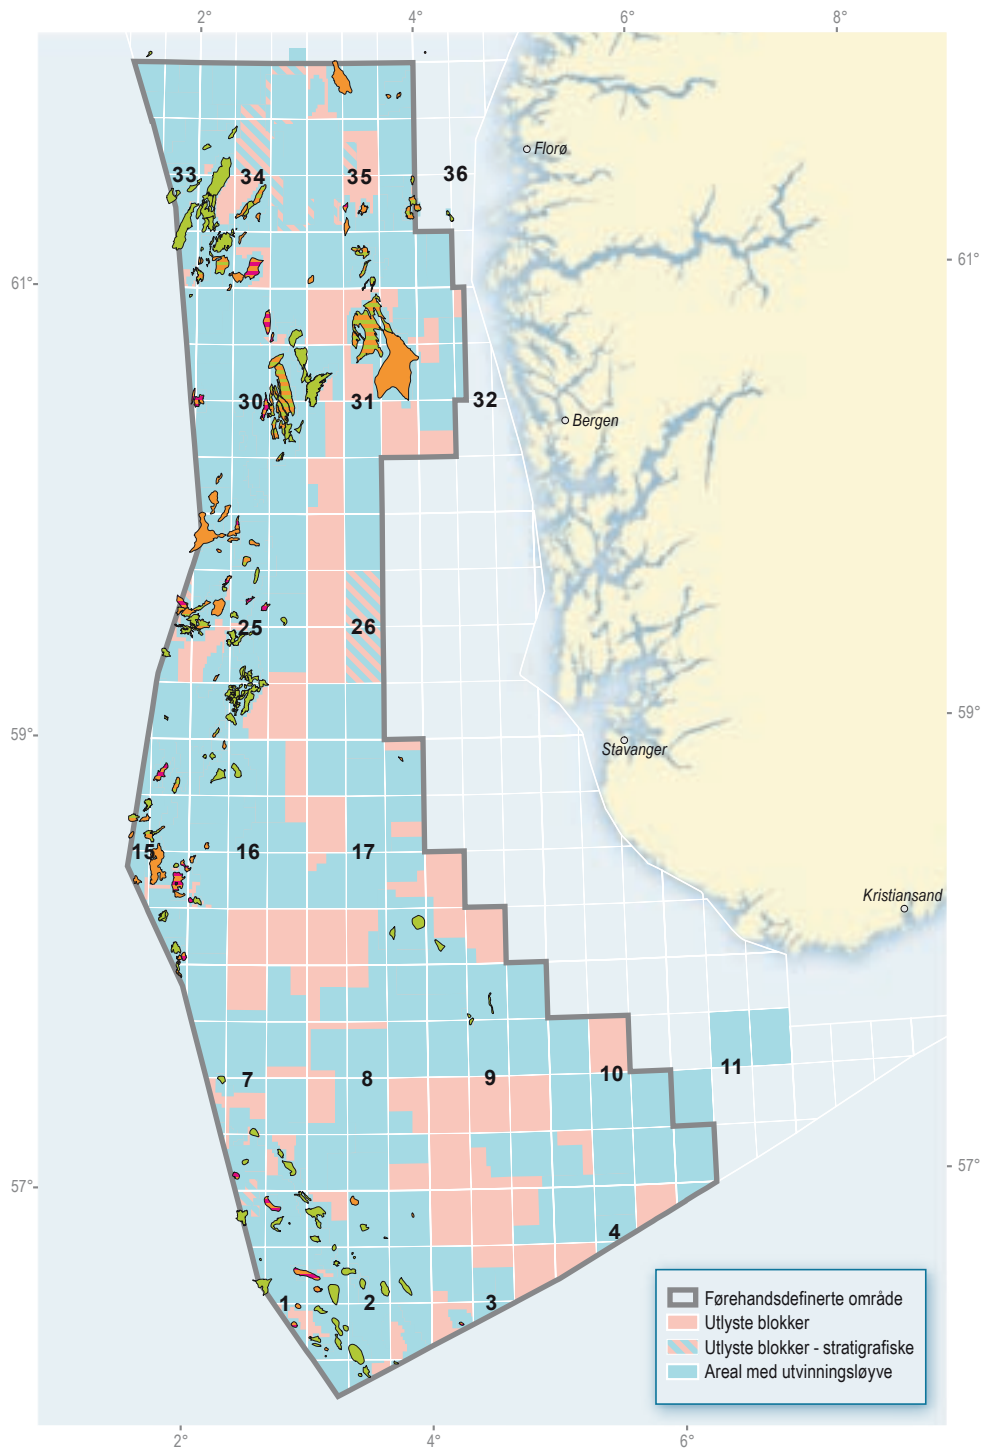 2° 4° 6° 8°
Florø
33 34 35 36
61° 61°
30 31 32
Bergen
25 26
59° 59°
Stavanger
15 16 17
Kristiansand
7 8 9 10 11
57° 57°
4
1 2 3
Førehandsdefinerte område
Utlyste blokker
Utlyste blokker - stratigrafiske
Areal med utvinningsløyve
2° 4° 6°